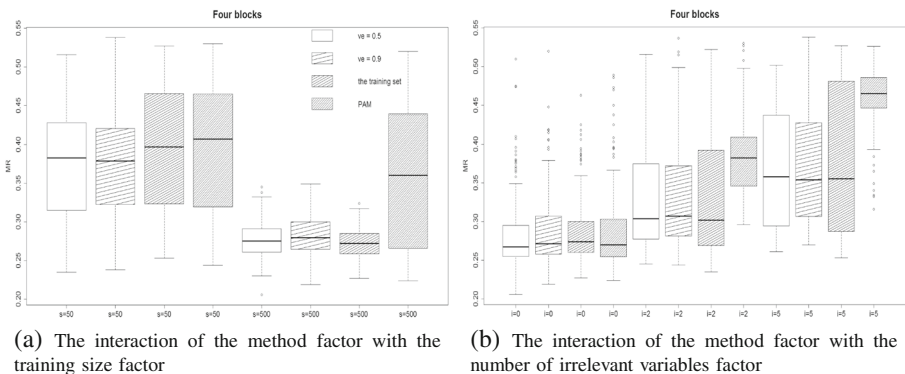 Four blocks
0.55
0.50
0.45
0.40
0.35
0.30
0.25
0.20
MR
ve = 0.5
ve = 0.9
the training set
PAM
s=50 s=50 s=50 s=50 s=500 s=500 s=500 s=500
(a) The interaction of the method factor with the
training size factor
Four blocks
0.55
0.50
0.45
0.40
0.35
0.30
0.25
0.20
MR
i=0 i=0 i=0 i=0 i=2 i=2 i=2 i=2 i=5 i=5 i=5 i=5
(b) The interaction of the method factor with the
number of irrelevant variables factor